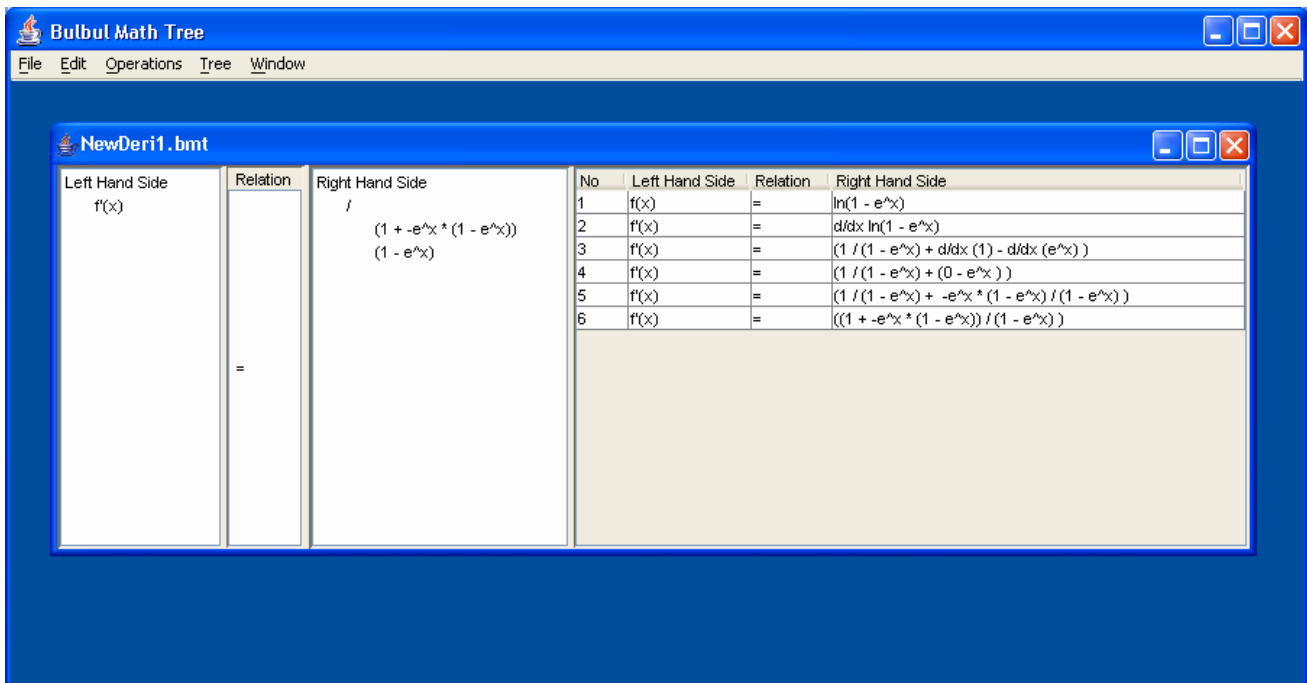 Bulbul Math Tree
File Edit Operations Tree Window
NewDeri1.bmt
Left Hand Side
f'(x)
Relation
=
Right Hand Side
/
(1 + -e^x * (1 - e^x))
(1 - e^x)
No Left Hand Side Relation Right Hand Side
1 f(x) = ln(1 - e^x)
2 f'(x) = d/dx ln(1 - e^x)
3 f'(x) = (1 / (1 - e^x) + d/dx (1) - d/dx (e^x) )
4 f'(x) = (1 / (1 - e^x) + (0 - e^x ) )
5 f'(x) = (1 / (1 - e^x) + -e^x * (1 - e^x) / (1 - e^x) )
6 f'(x) = ((1 + -e^x * (1 - e^x)) / (1 - e^x) )